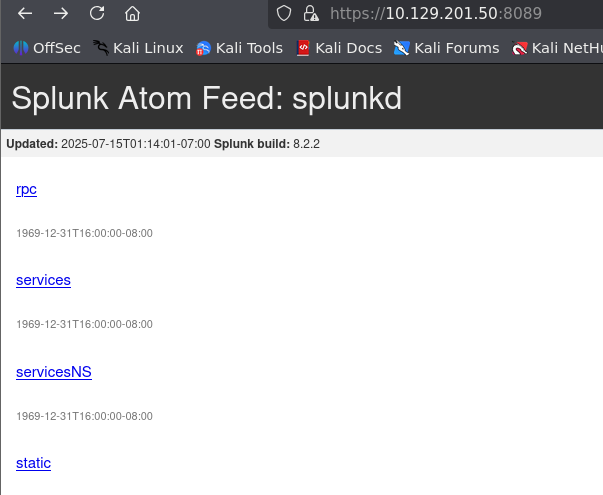 https://10.129.201.50:8089
OffSec Kali Linux Kali Tools Kali Docs Kali Forums Kali NetHu
Splunk Atom Feed: splunkd
Updated: 2025-07-15T01:14:01-07:00 Splunk build: 8.2.2
rpc
1969-12-31T16:00:00-08:00
services
1969-12-31T16:00:00-08:00
servicesNS
1969-12-31T16:00:00-08:00
static